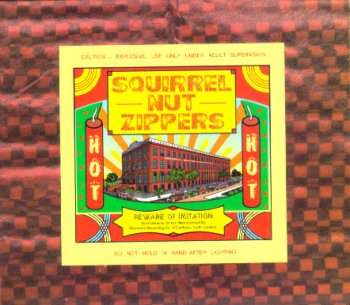 CAUTION - EXPLOSIVE USE ONLY UNDER ADULT SUPERVISION
SQUIRREL
NUT
ZIPPERS
HOT
HOT
BEWARE OF IMITATION
DO NOT HOLD IN HAND AFTER LIGHTING